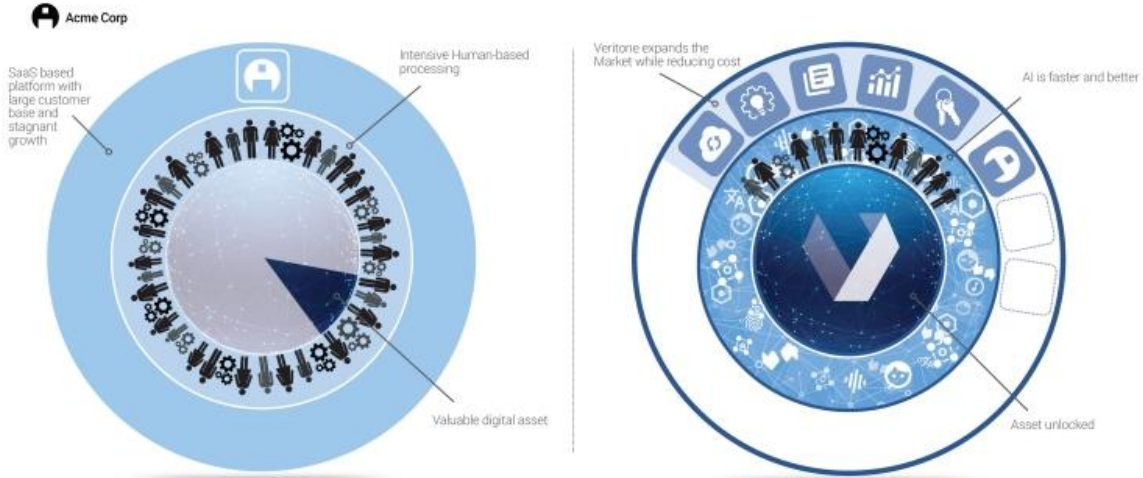 Acme Corp
SaaS based
platform with
large customer
base and
stagnant
growth
Intensive Human-based
processing
Valuable digital asset
Veritone expands the
Market while reducing cost
AI is faster and better
Asset unlocked